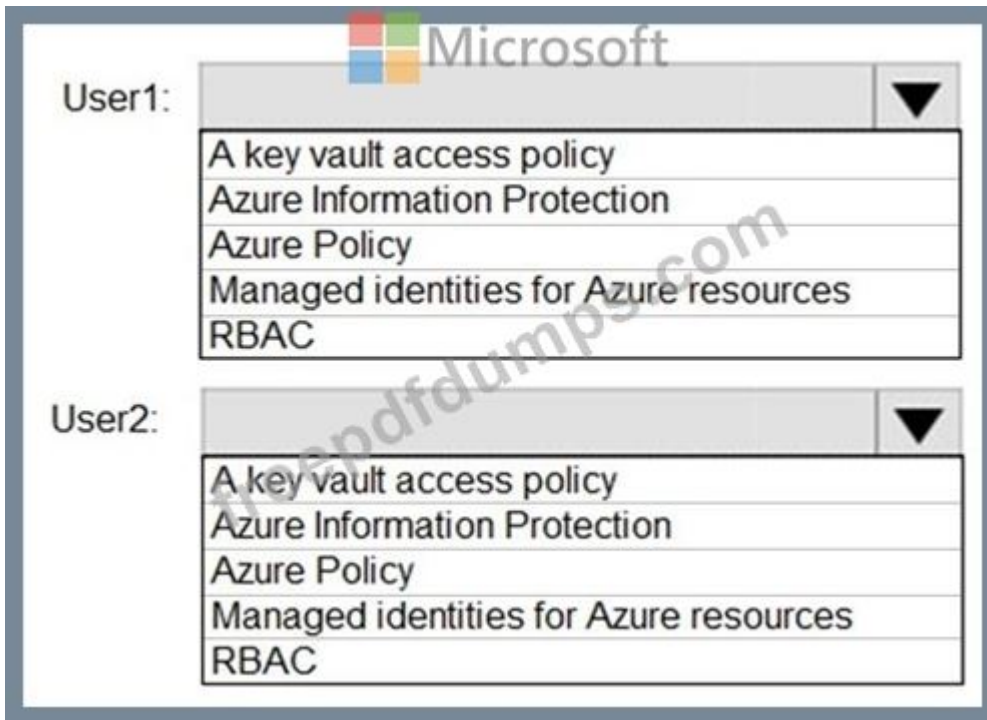 Microsoft
User1:
A key vault access policy
Azure Information Protection
Azure Policy
Managed identities for Azure resources
RBAC
User2:
A key vault access policy
Azure Information Protection
Azure Policy
Managed identities for Azure resources
RBAC
freepdfdumps.com